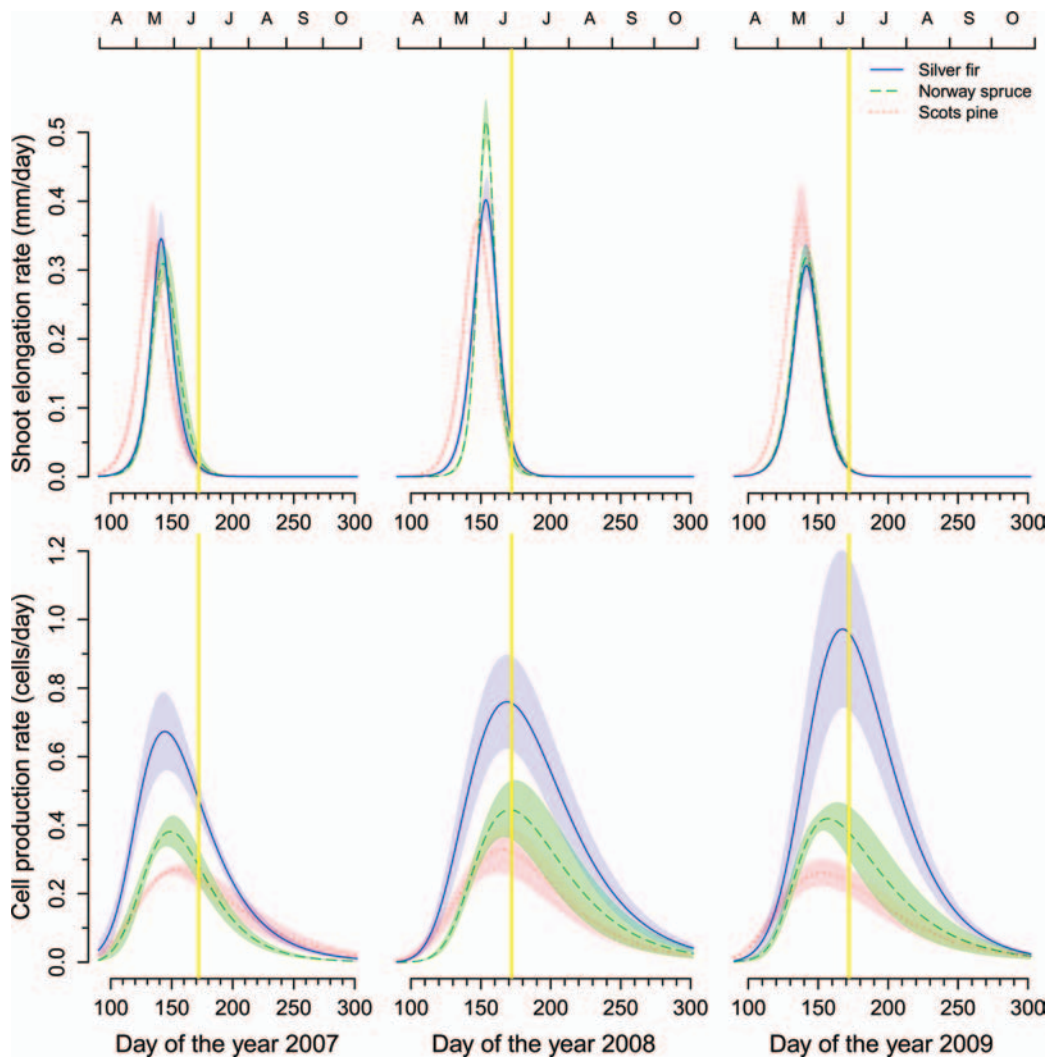 A M J J A S O
A M J J A S O
A M J J A S O
Silver fir
Norway spruce
Scots pine
Shoot elongation rate (mm/day)
0.5
0.4
0.3
0.2
0.1
0.0
100 150 200 250 300
100 150 200 250 300
100 150 200 250 300
Cell production rate (cells/day)
1.2
1.0
0.8
0.6
0.4
0.2
0.0
100 150 200 250 300
100 150 200 250 300
100 150 200 250 300
Day of the year 2007
Day of the year 2008
Day of the year 2009